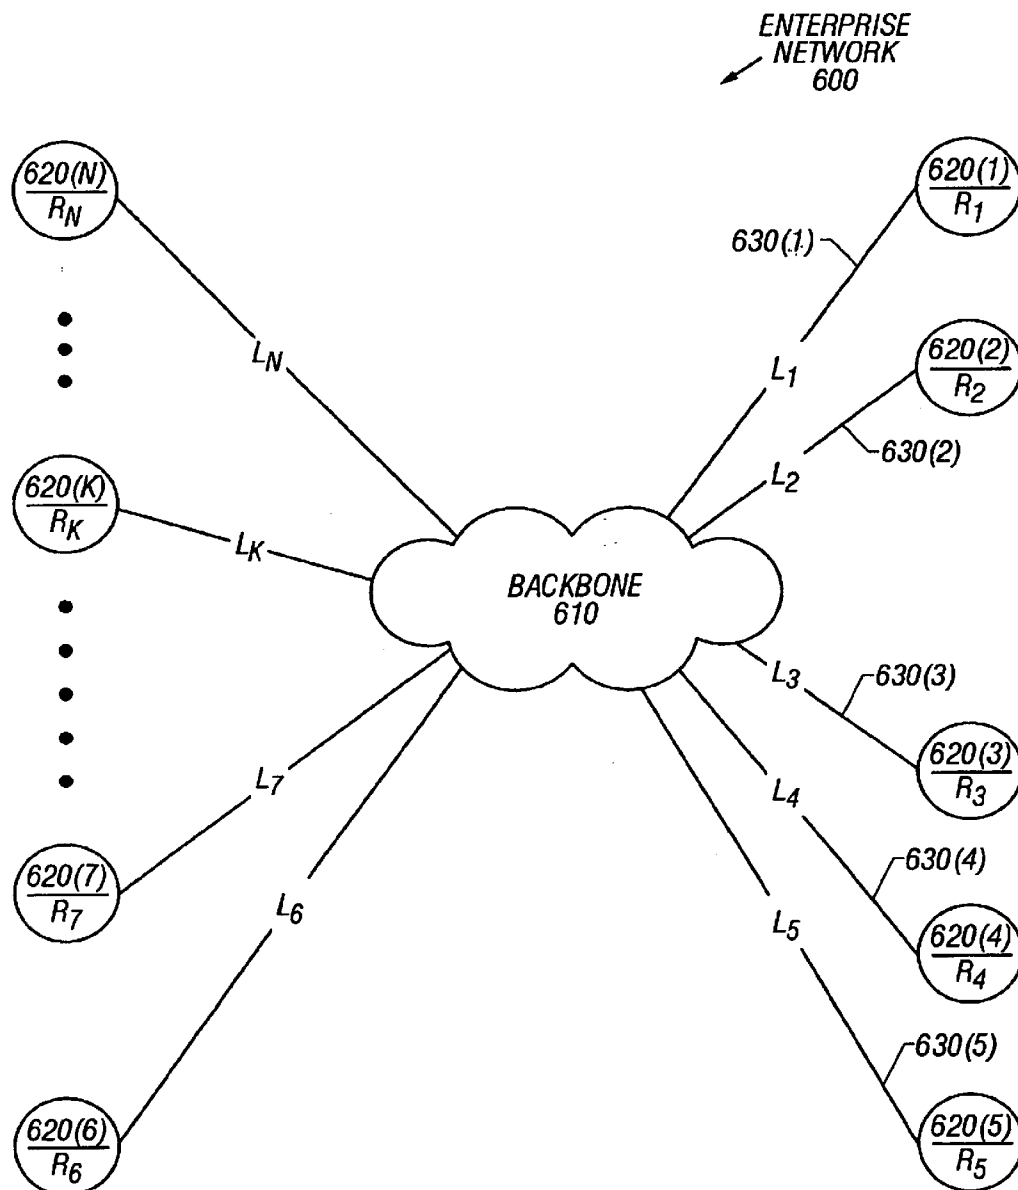 ENTERPRISE
NETWORK
600
620(N)
R_N
620(1)
R_1
630(1)
L_N
L_1
620(2)
R_2
630(2)
L_2
620(K)
R_K
L_K
BACKBONE
610
L_3
630(3)
620(3)
R_3
L_7
L_4
630(4)
620(7)
R_7
L_6
L_5
620(4)
R_4
630(5)
620(6)
R_6
620(5)
R_5